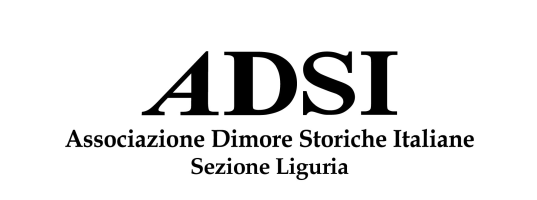 ADSI
Associazione Dimore Storiche Italiane
Sezione Liguria